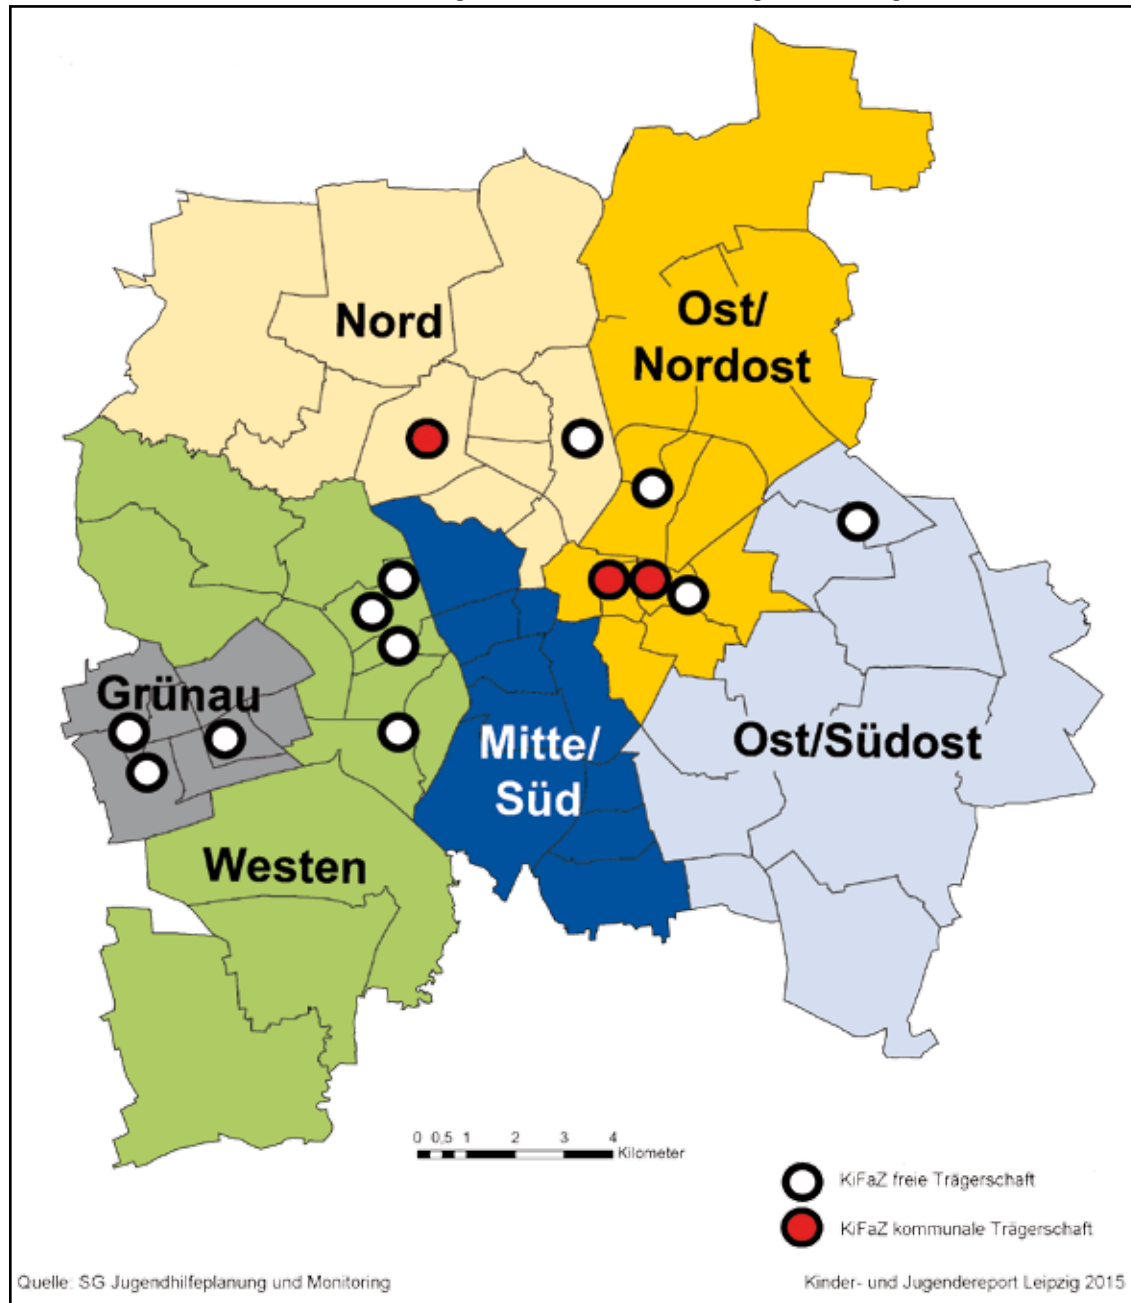 Nord
Ost/
Nordost
Grünau
Mitte/
Süd
Ost/Südost
Westen
0 0,5 1 2 3 4
Kilometer
KiFaZ freie Trägerschaft
KiFaZ kommunale Trägerschaft
Quelle: SG Jugendhilfeplanung und Monitoring
Kinder- und Jugendereport Leipzig 2015